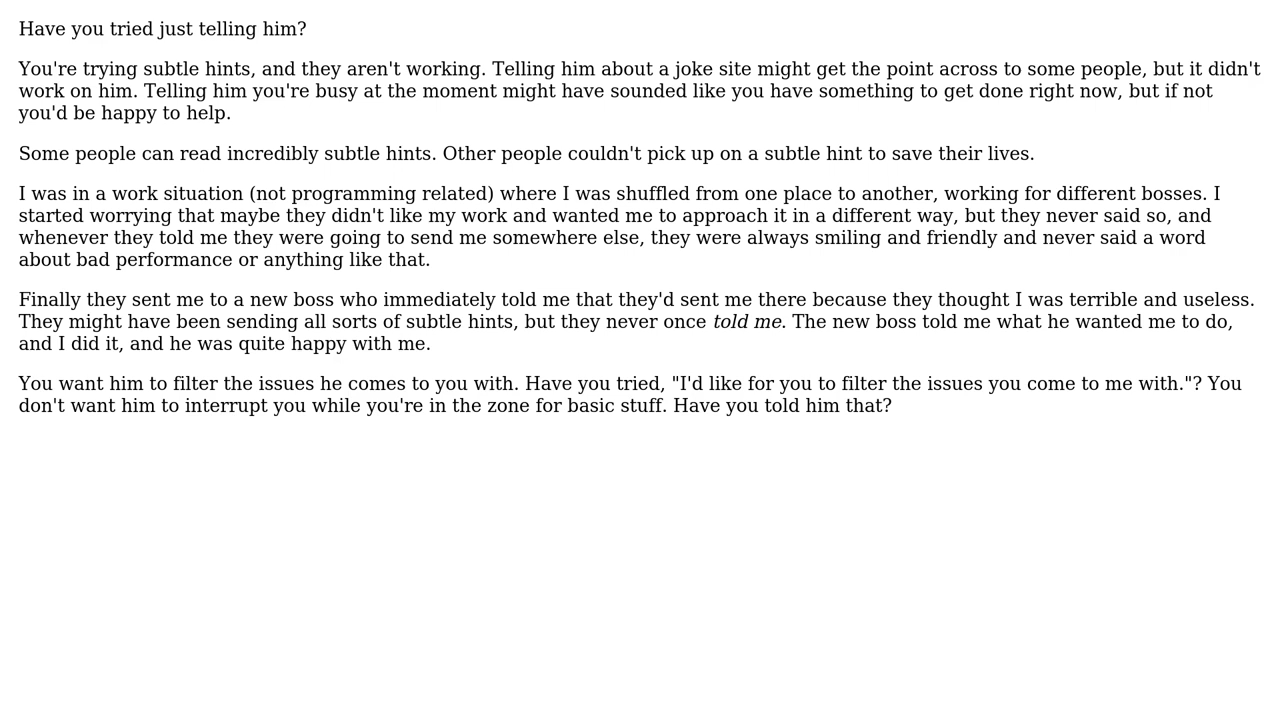 Have you tried just telling him?
You're trying subtle hints, and they aren't working. Telling him about a joke site might get the point across to some people, but it didn't
work on him. Telling him you're busy at the moment might have sounded like you have something to get done right now, but if not
you'd be happy to help.
Some people can read incredibly subtle hints. Other people couldn't pick up on a subtle hint to save their lives.
I was in a work situation (not programming related) where I was shuffled from one place to another, working for different bosses. I
started worrying that maybe they didn't like my work and wanted me to approach it in a different way, but they never said so, and
whenever they told me they were going to send me somewhere else, they were always smiling and friendly and never said a word
about bad performance or anything like that.
Finally they sent me to a new boss who immediately told me that they'd sent me there because they thought I was terrible and useless.
They might have been sending all sorts of subtle hints, but they never once told me. The new boss told me what he wanted me to do,
and I did it, and he was quite happy with me.
You want him to filter the issues he comes to you with. Have you tried, "I'd like for you to filter the issues you come to me with."? You
don't want him to interrupt you while you're in the zone for basic stuff. Have you told him that?